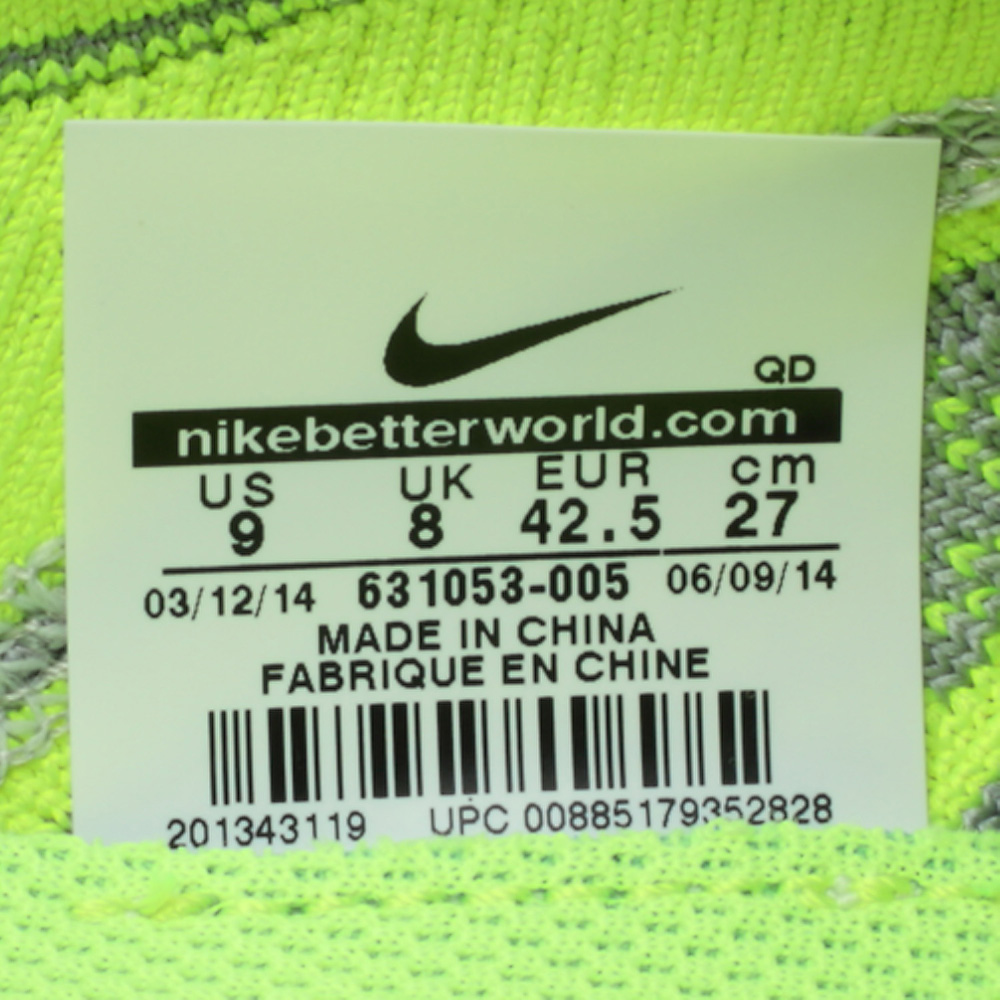 QD
nikebetterworld.com
US UK EUR cm
9 8 42.5 27
03/12/14 631053-005 06/09/14
MADE IN CHINA
FABRIQUE EN CHINE
201343119 UPC 00885179352828